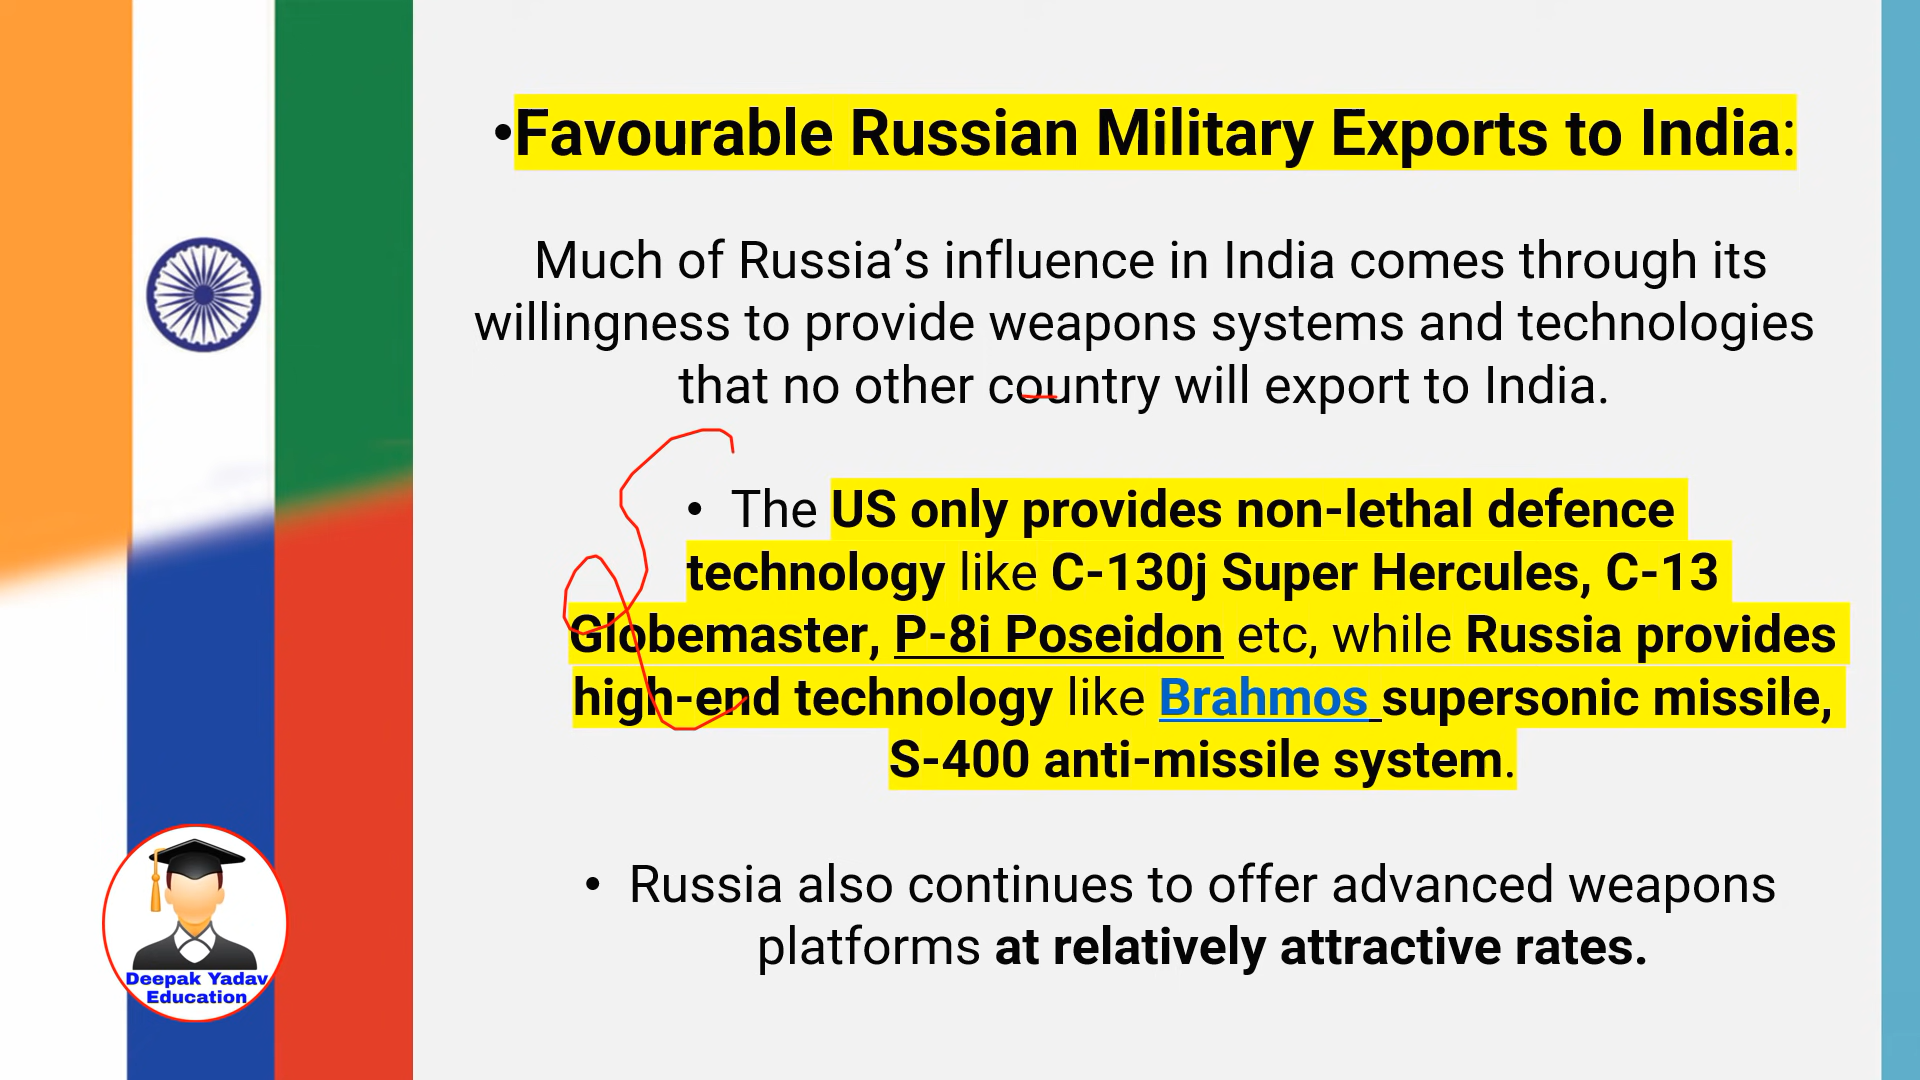 •Favourable Russian Military Exports to India:
Much of Russia’s influence in India comes through its
willingness to provide weapons systems and technologies
that no other country will export to India.
• The US only provides non-lethal defence
technology like C-130j Super Hercules, C-13
Globemaster, P-8i Poseidon etc, while Russia provides
high-end technology like Brahmos supersonic missile,
S-400 anti-missile system.
• Russia also continues to offer advanced weapons
platforms at relatively attractive rates.
Deepak Yadav
Education